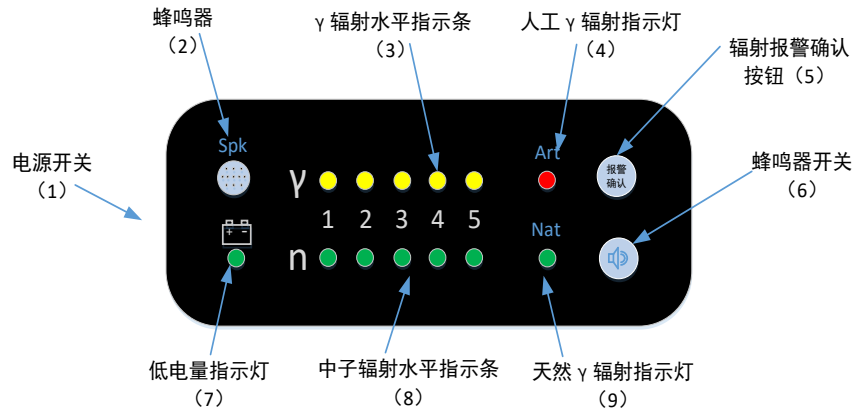 蜂鸣器
（2）
γ 辐射水平指示条
（3）
人工 γ 辐射指示灯
（4）
辐射报警确认
按钮（5）
电源开关
（1）
Spk
γ
Art
报警
确认
蜂鸣器开关
（6）
+ -
1 2 3 4 5
Nat
n
低电量指示灯
（7）
中子辐射水平指示条
（8）
天然 γ 辐射指示灯
（9）